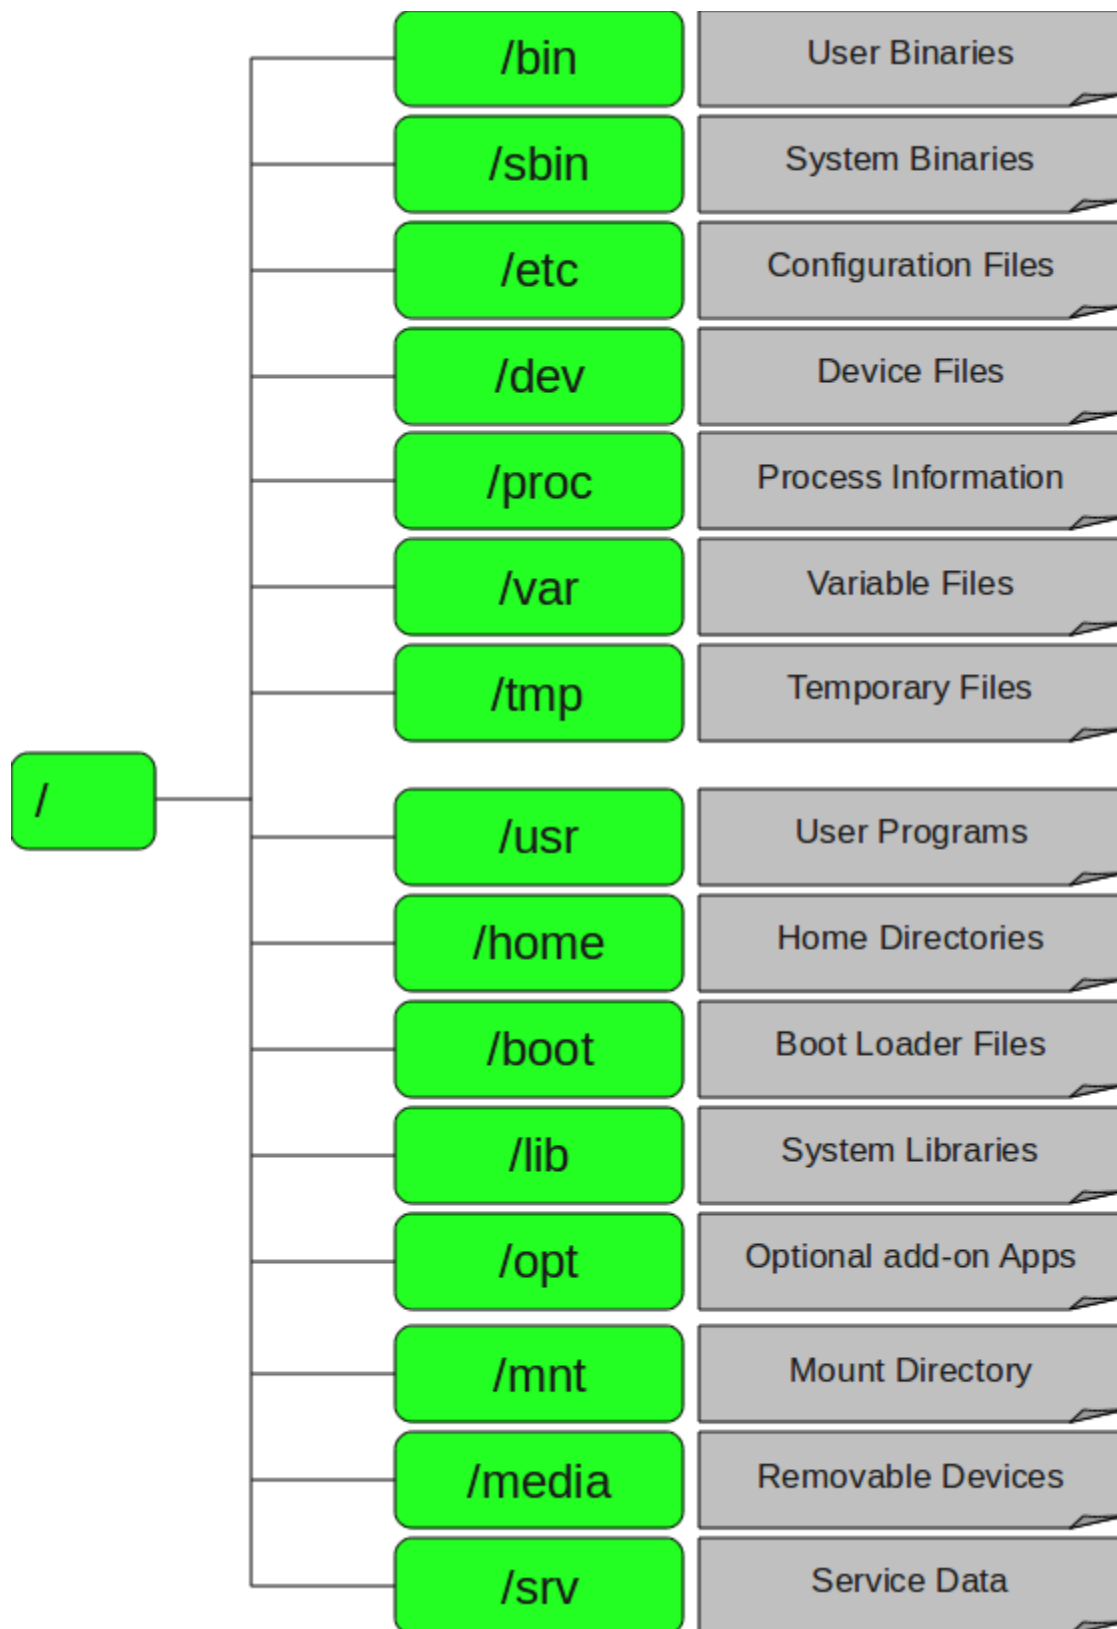 /bin User Binaries
/sbin System Binaries
/etc Configuration Files
/dev Device Files
/proc Process Information
/var Variable Files
/tmp Temporary Files
/
/usr User Programs
/home Home Directories
/boot Boot Loader Files
/lib System Libraries
/opt Optional add-on Apps
/mnt Mount Directory
/media Removable Devices
/srv Service Data